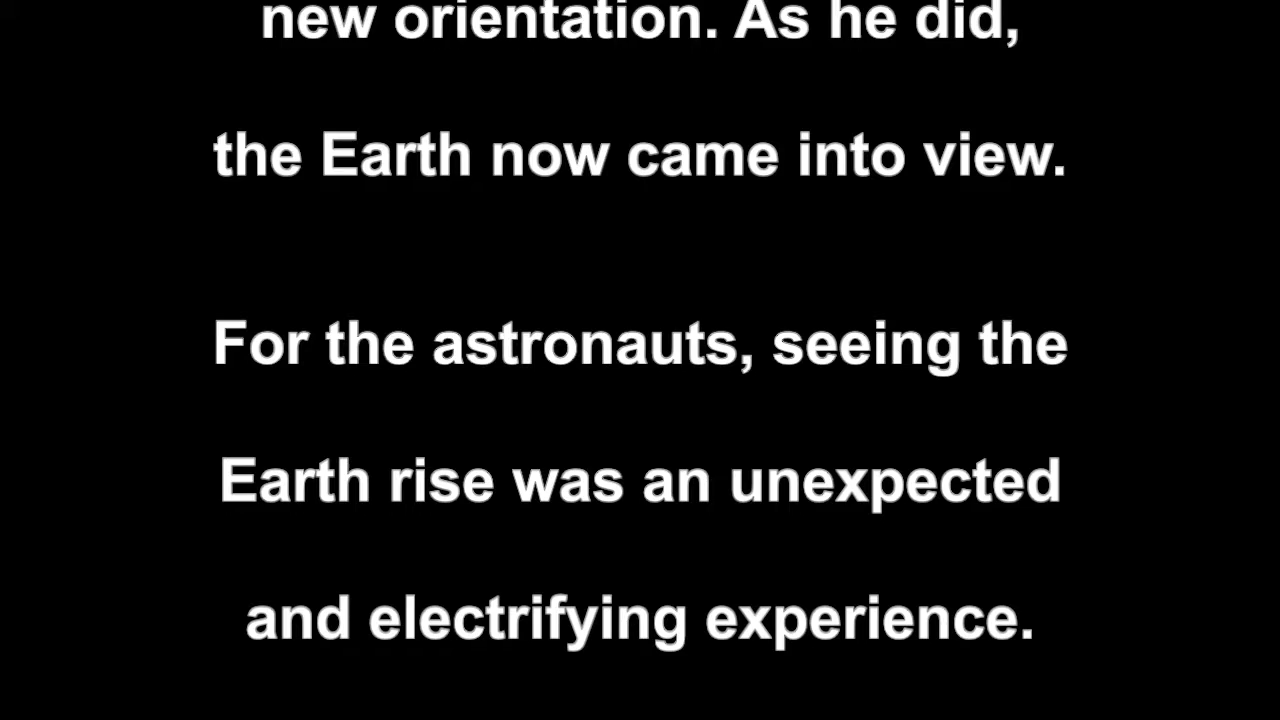 new orientation. As he did,
the Earth now came into view.
For the astronauts, seeing the
Earth rise was an unexpected
and electrifying experience.